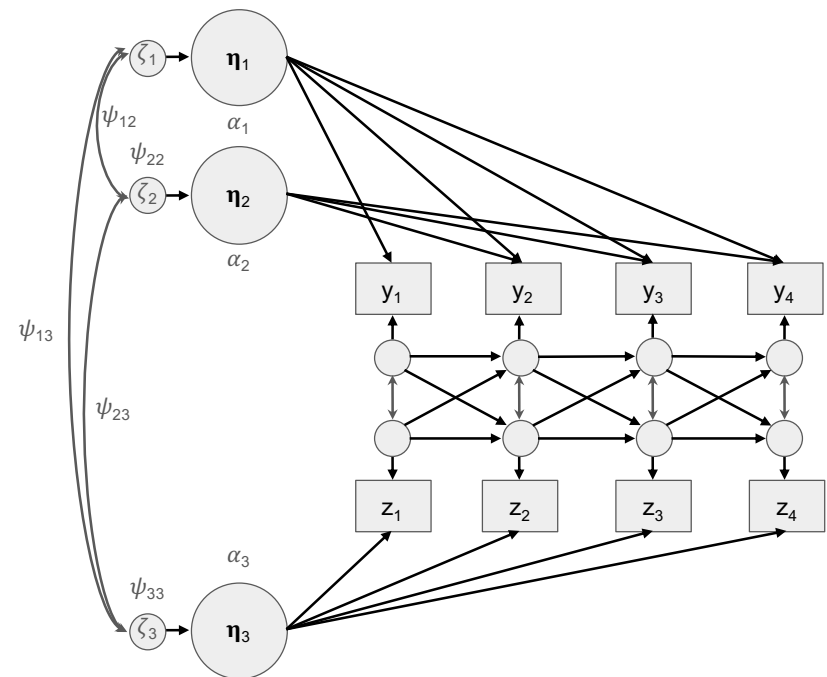 ζ₁ η₁
α₁
ψ₁₂
ψ₂₂
ζ₂ η₂
α₂
y₁ y₂ y₃ y₄
ψ₁₃
ψ₂₃
z₁ z₂ z₃ z₄
α₃
ψ₃₃
ζ₃ η₃